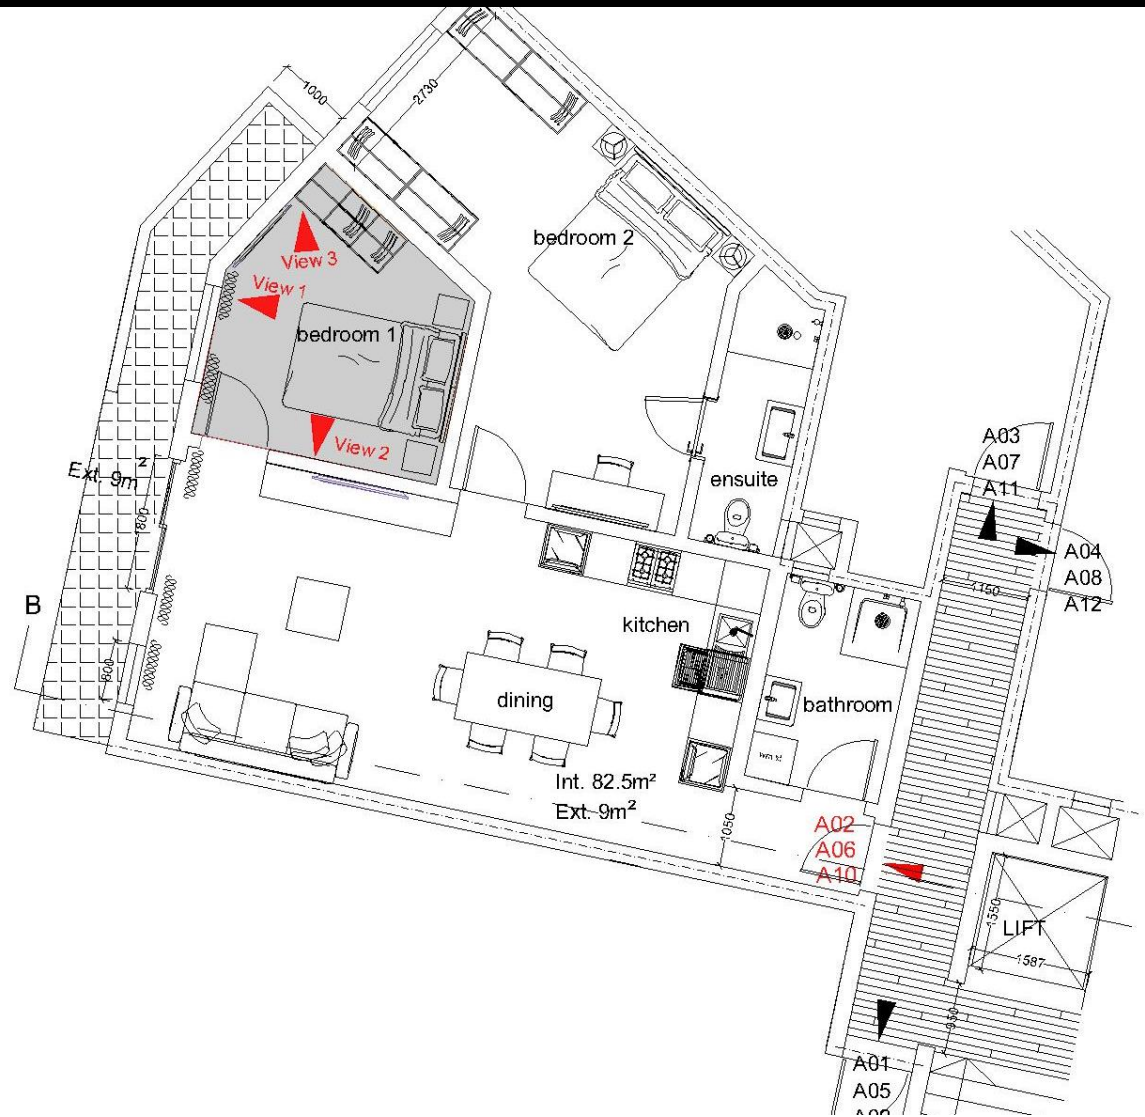 1000
2730
View 3
View 1
bedroom 2
bedroom 1
View 2
Ext. 9m²
1800
ensuite
A03
A07
A11
A04
A08
A12
1150
B
800
kitchen
dining
bathroom
Int. 82.5m²
Ext. 9m²
1050
A02
A06
A10
1550
LIFT
1587
950
A01
A05